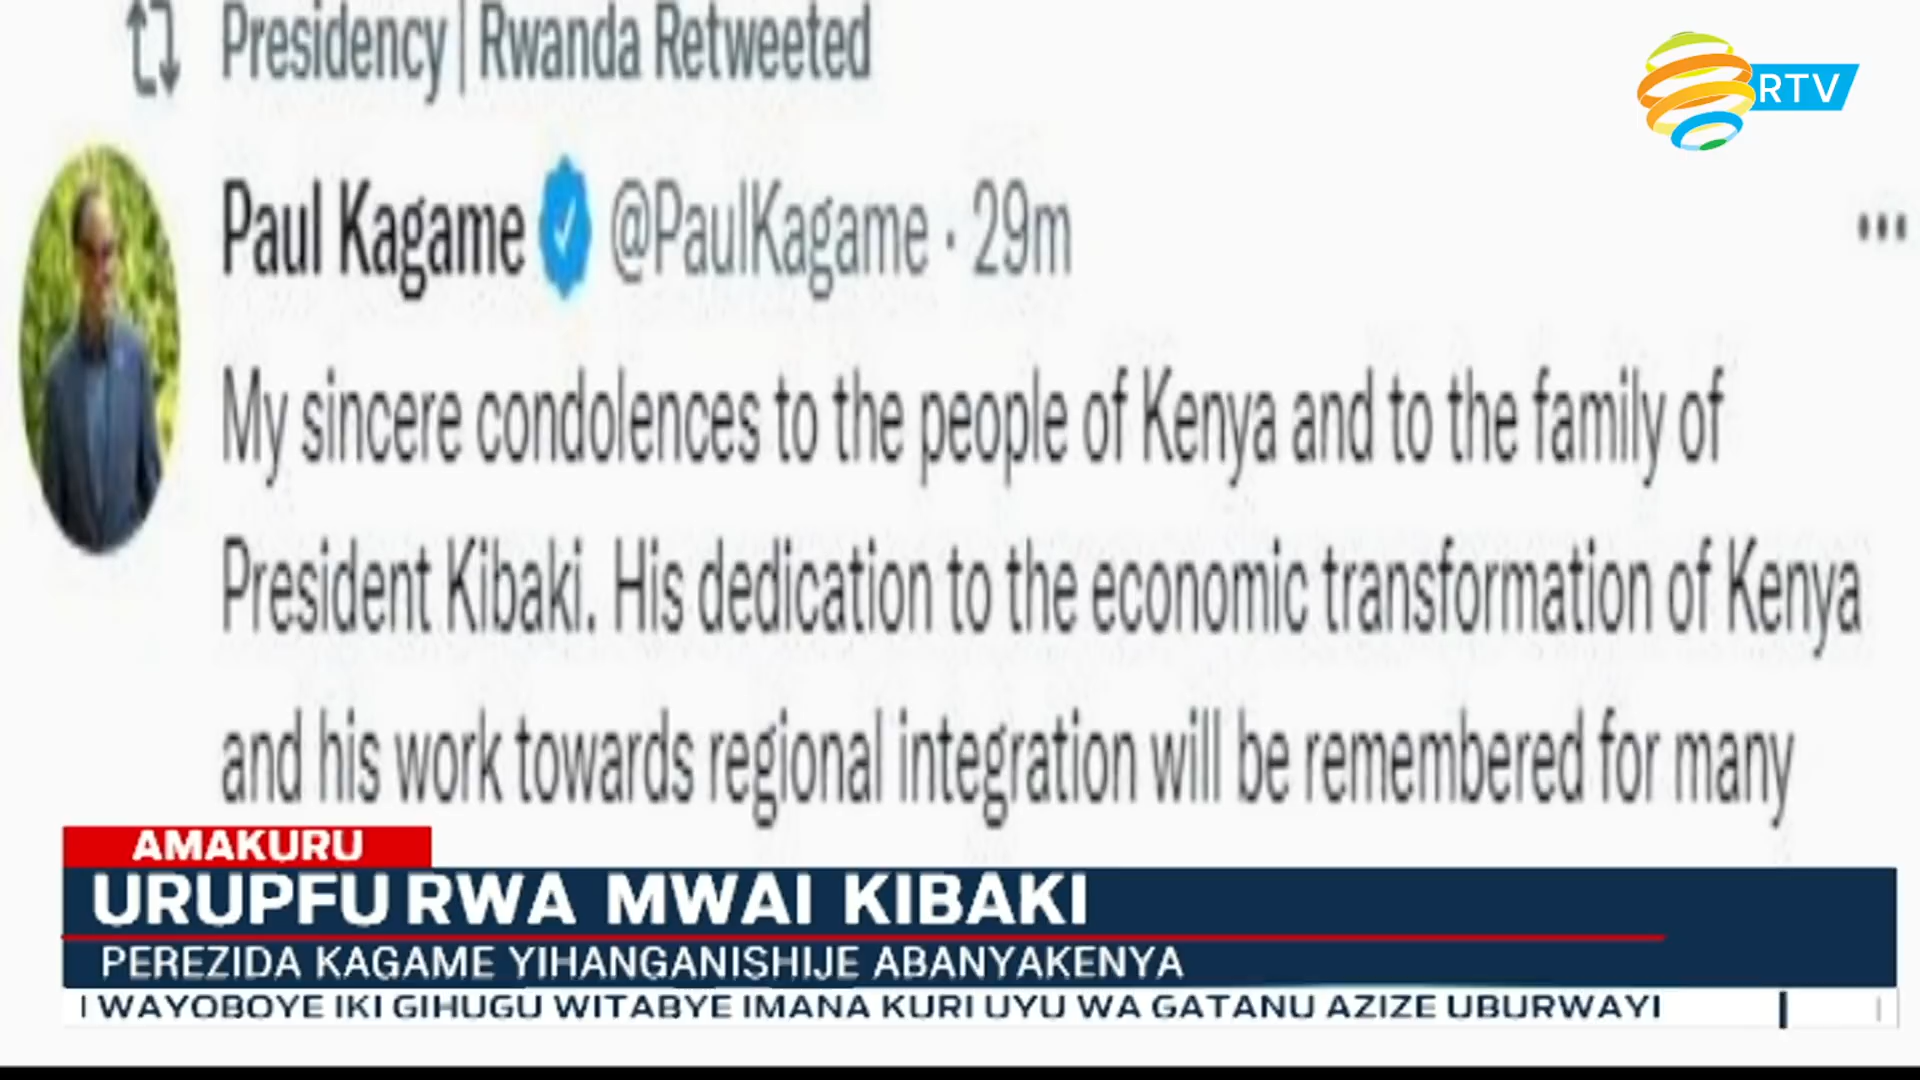 Presidency | Rwanda Retweeted
RTV
Paul Kagame @PaulKagame · 29m
My sincere condolences to the people of Kenya and to the family of
President Kibaki. His dedication to the economic transformation of Kenya
and his work towards regional integration will be remembered for many
AMAKURU
URUPFU RWA MWAI KIBAKI
PEREZIDA KAGAME YIHANGANISHIJE ABANYAKENYA
I WAYOBOYE IKI GIHUGU WITABYE IMANA KURI UYU WA GATANU AZIZE UBURWAYI